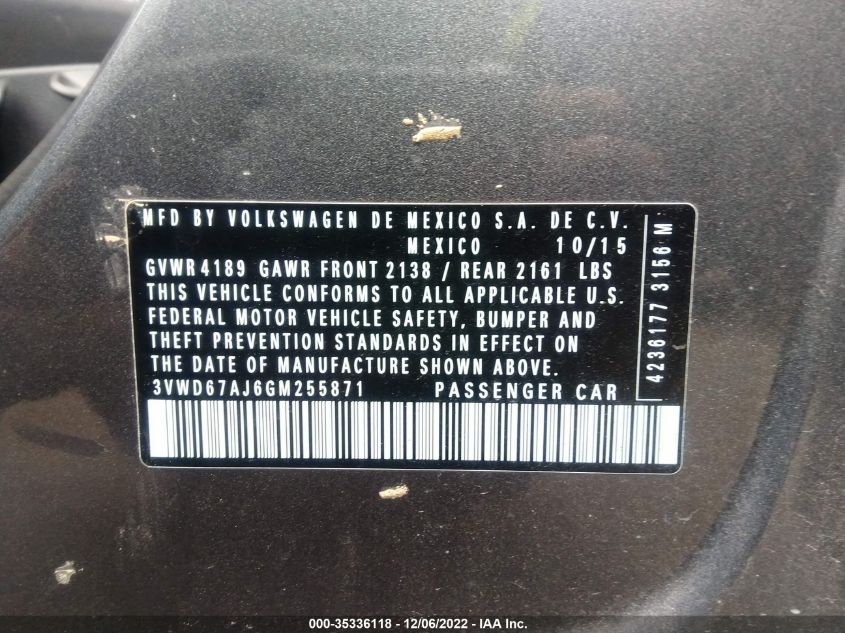 MFD BY VOLKSWAGEN DE MEXICO S.A. DE C.V.
MEXICO 10/15
GVWR 4189 GAWR FRONT 2138 / REAR 2161 LBS
THIS VEHICLE CONFORMS TO ALL APPLICABLE U.S.
FEDERAL MOTOR VEHICLE SAFETY, BUMPER AND
THEFT PREVENTION STANDARDS IN EFFECT ON
THE DATE OF MANUFACTURE SHOWN ABOVE.
3VWD67AJ6GM255871 PASSENGER CAR
4236177 3156 M
000-35336118 - 12/06/2022 - IAA Inc.